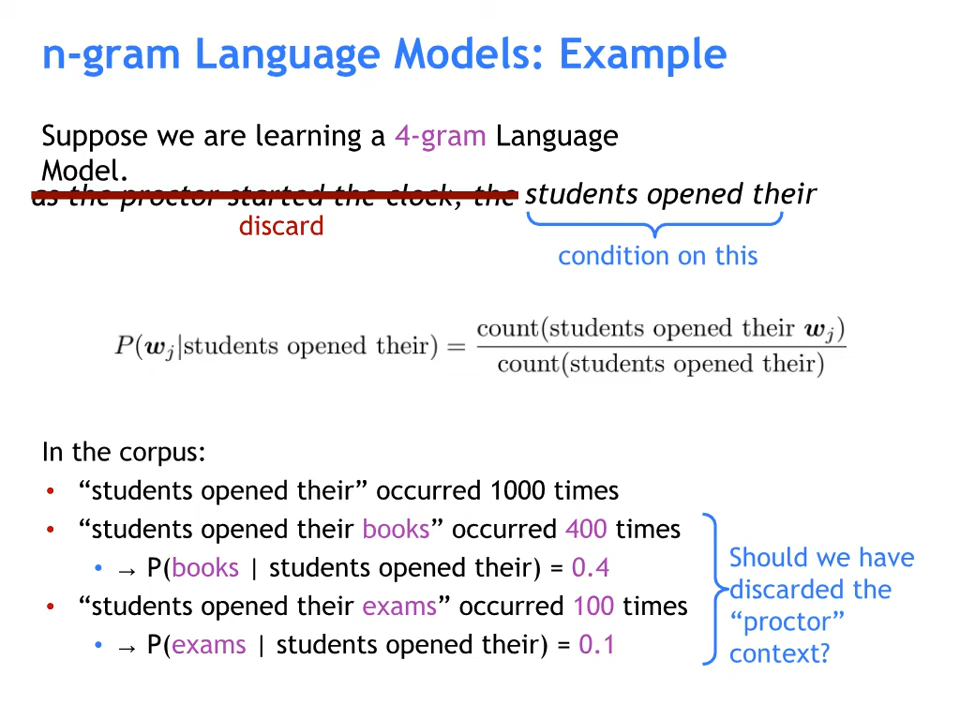 n-gram Language Models: Example
Suppose we are learning a 4-gram Language
Model.
as the proctor started the clock, the students opened their
discard
condition on this
P(w_j|students opened their) = count(students opened their w_j) / count(students opened their)
In the corpus:
• “students opened their” occurred 1000 times
• “students opened their books” occurred 400 times
• → P(books | students opened their) = 0.4
• “students opened their exams” occurred 100 times
• → P(exams | students opened their) = 0.1
Should we have
discarded the
“proctor”
context?